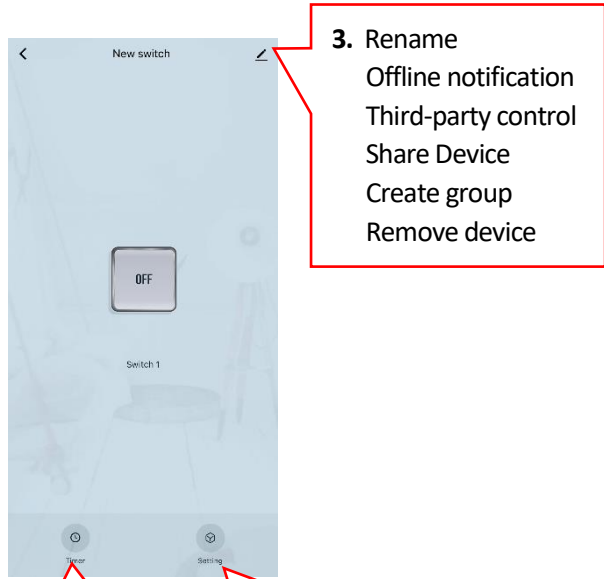 New switch
3. Rename
Offline notification
Third-party control
Share Device
Create group
Remove device
OFF
Switch 1
Timer
Setting